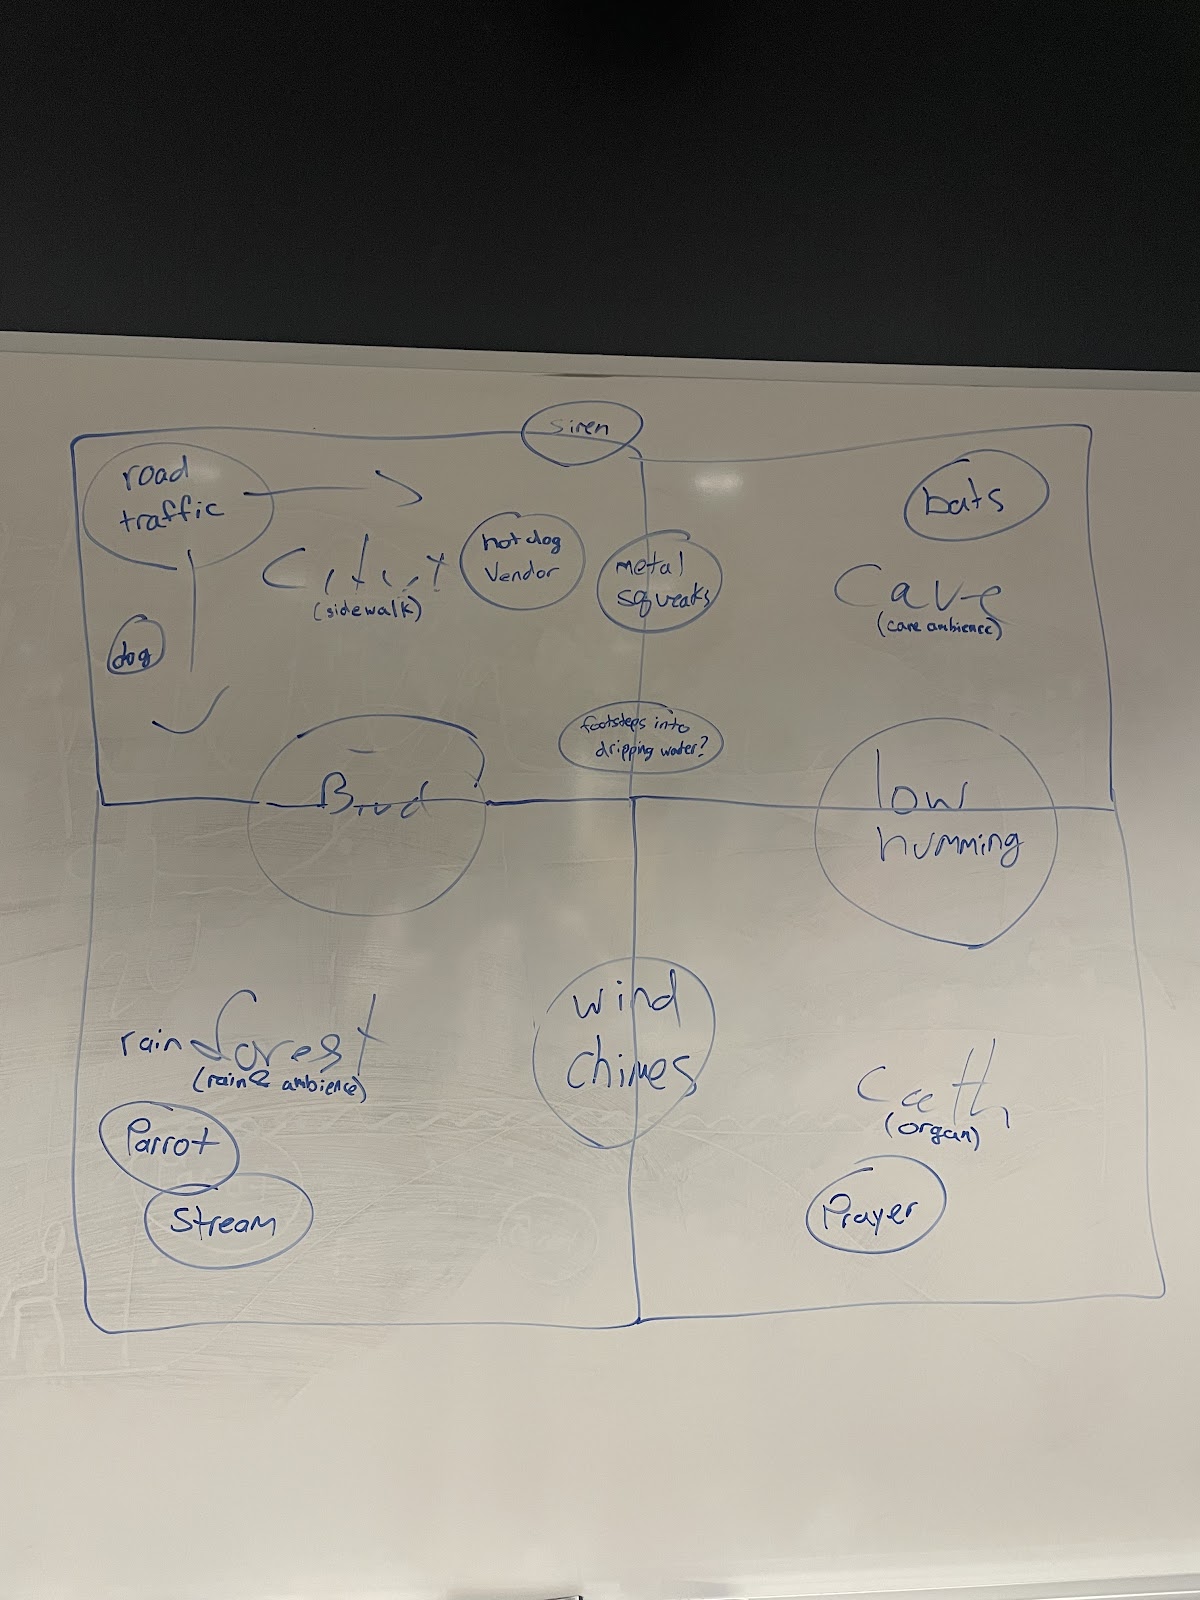 siren
road
traffic
bats
hot dog
vendor
metal
squeaks
City
(sidewalk)
Cave
(cave ambience)
dog
footsteps into
dripping water?
Bird
low
humming
wind
chimes
rainforest
(rain & ambience)
Cath
(organ)
Parrot
Stream
Prayer